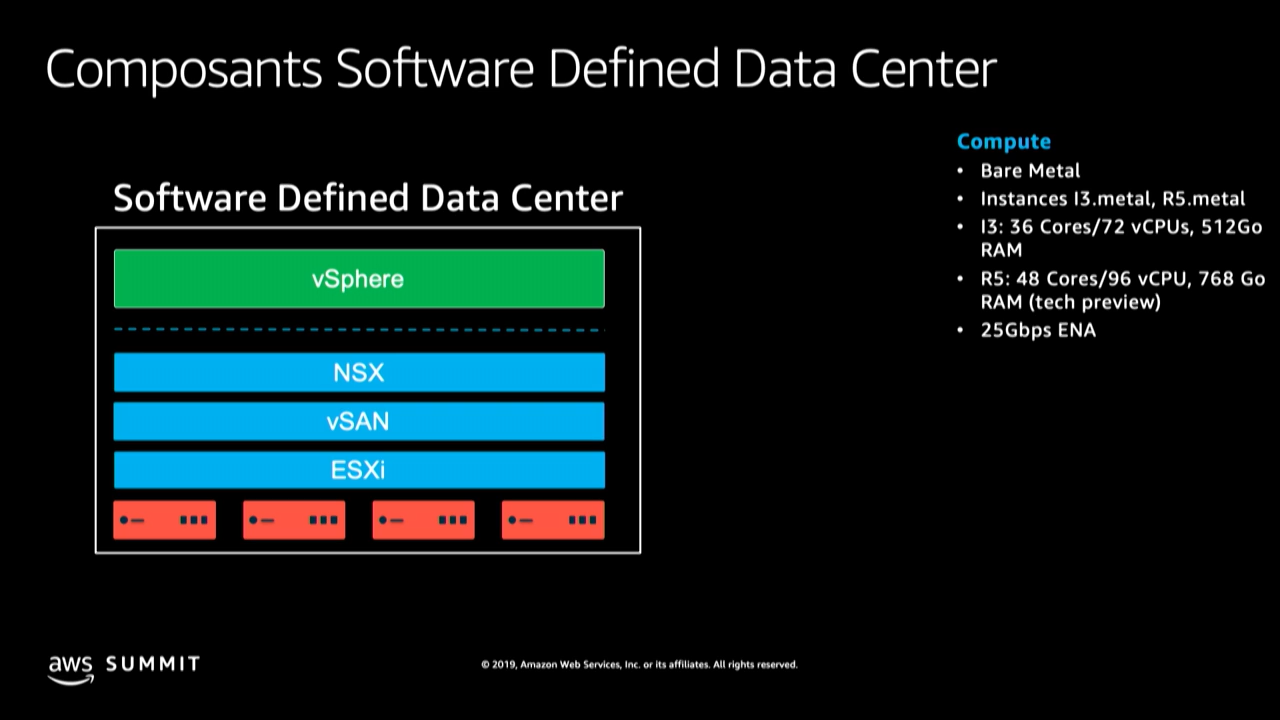 Composants Software Defined Data Center
Software Defined Data Center
vSphere
NSX
vSAN
ESXi
Compute
• Bare Metal
• Instances I3.metal, R5.metal
• I3: 36 Cores/72 vCPUs, 512Go
RAM
• R5: 48 Cores/96 vCPU, 768 Go
RAM (tech preview)
• 25Gbps ENA
aws SUMMIT
© 2019, Amazon Web Services, Inc. or its affiliates. All rights reserved.